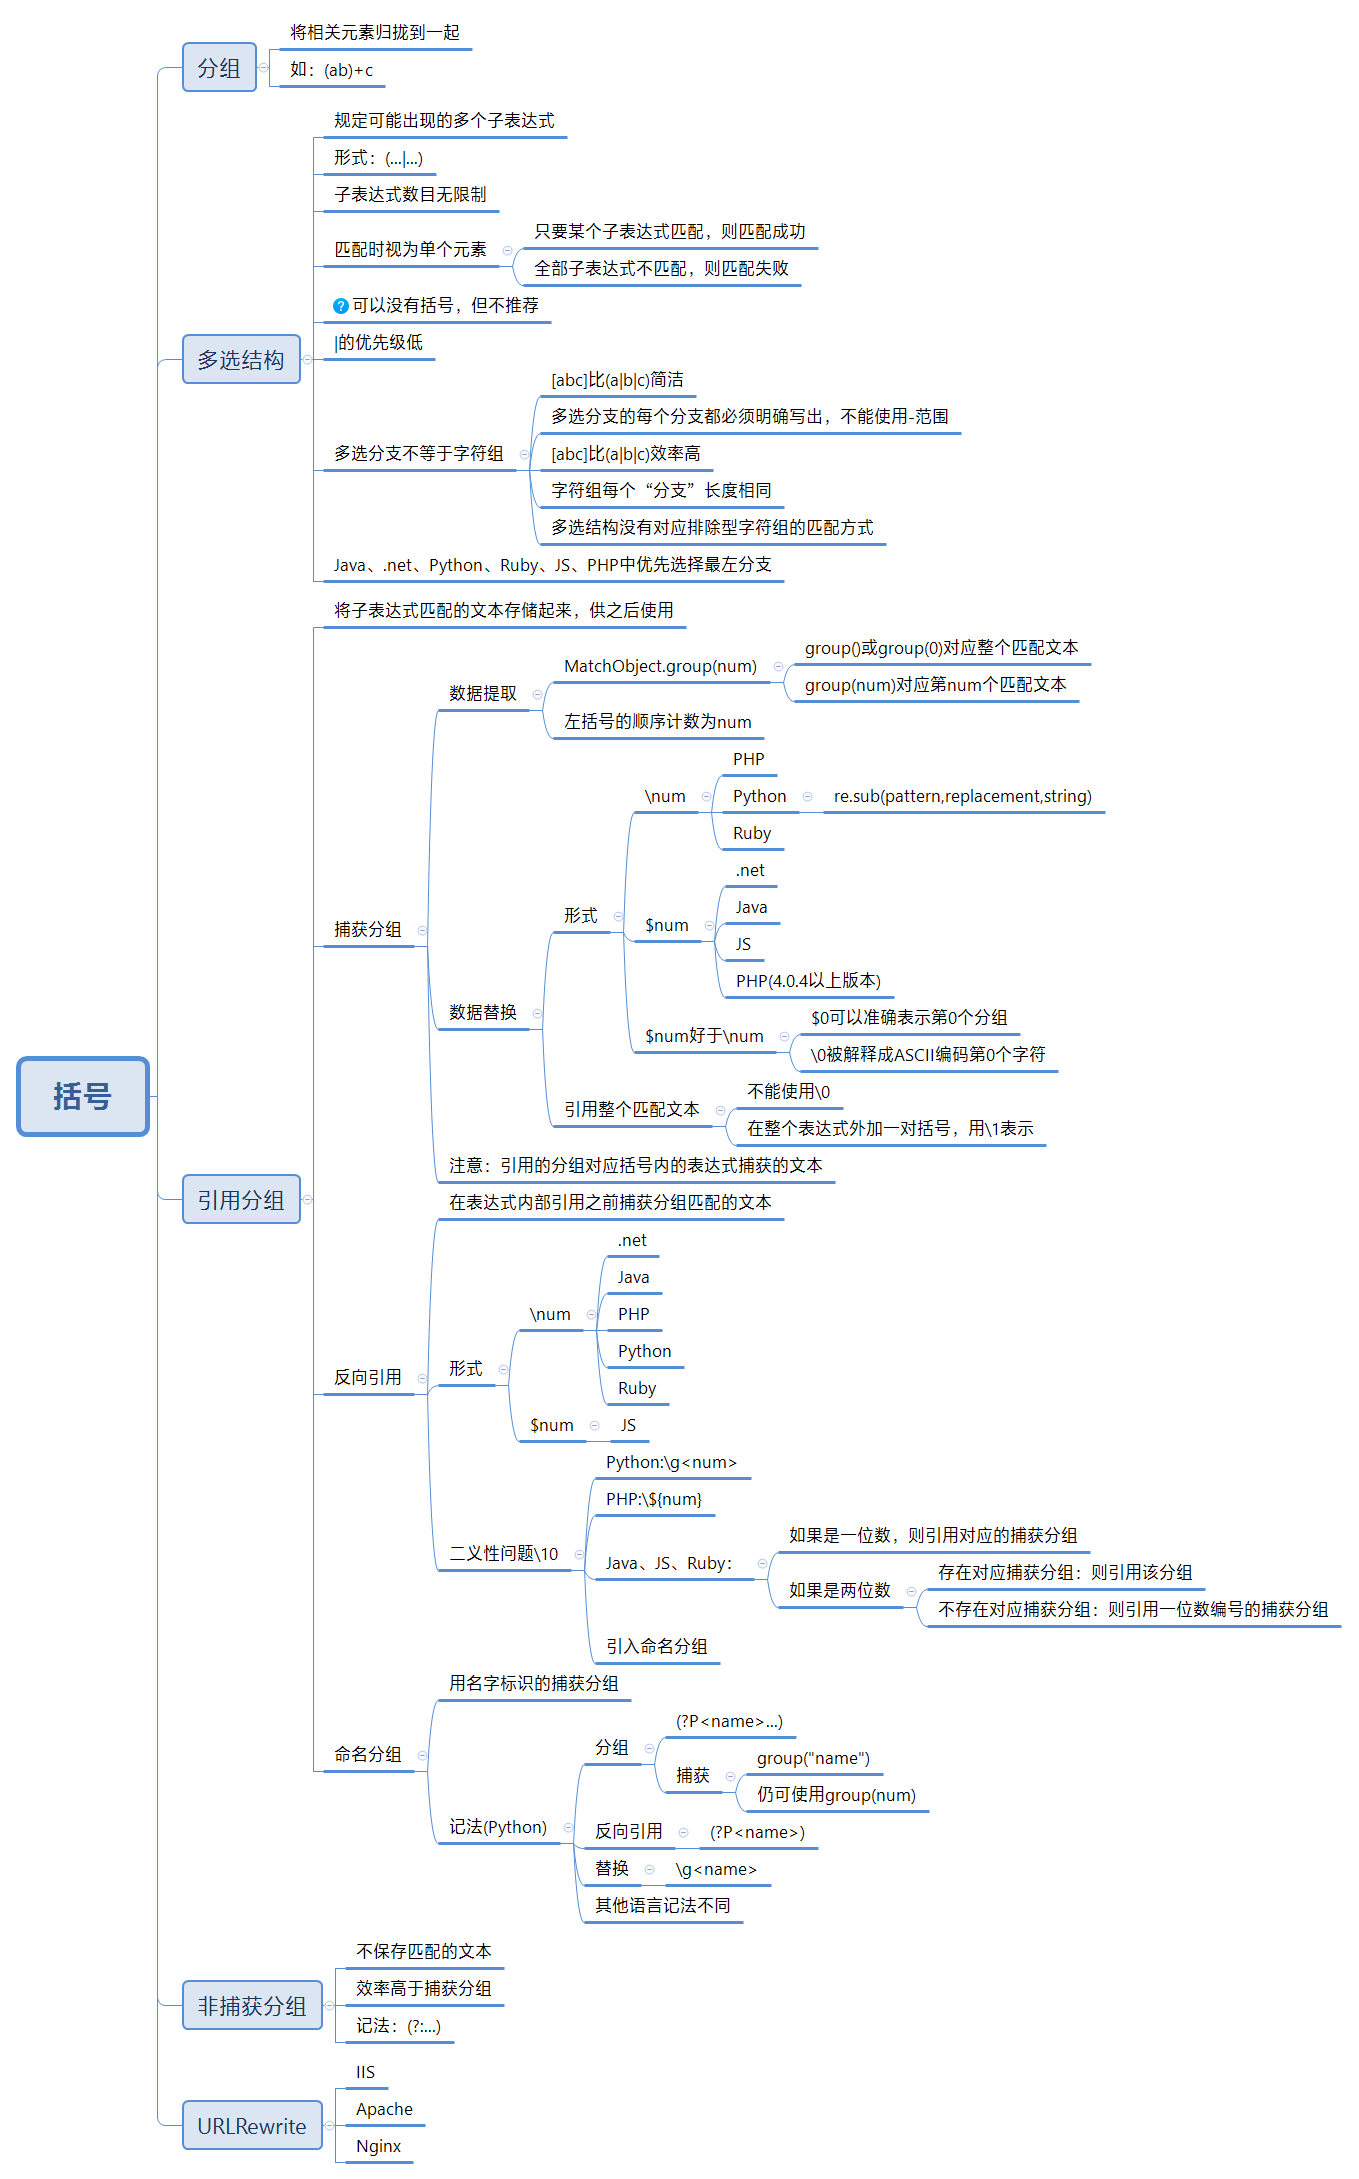 将相关元素归拢到一起
分组
如：(ab)+c
规定可能出现的多个子表达式
形式：(...|...)
子表达式数目无限制
匹配时视为单个元素
只要某个子表达式匹配，则匹配成功
全部子表达式不匹配，则匹配失败
?可以没有括号，但不推荐
多选结构
|的优先级低
多选分支不等于字符组
[abc]比(a|b|c)简洁
多选分支的每个分支都必须明确写出，不能使用-范围
[abc]比(a|b|c)效率高
字符组每个“分支”长度相同
多选结构没有对应排除型字符组的匹配方式
Java、.net、Python、Ruby、JS、PHP中优先选择最左分支
括号
引用分组
将子表达式匹配的文本存储起来，供之后使用
捕获分组
数据提取
MatchObject.group(num)
group()或group(0)对应整个匹配文本
group(num)对应第num个匹配文本
左括号的顺序计数为num
数据替换
形式
\num
PHP
Python
re.sub(pattern,replacement,string)
Ruby
$num
.net
Java
JS
PHP(4.0.4以上版本)
$num好于\num
$0可以准确表示第0个分组
\0被解释成ASCII编码第0个字符
引用整个匹配文本
不能使用\0
在整个表达式外加一对括号，用\1表示
注意：引用的分组对应括号内的表达式捕获的文本
反向引用
在表达式内部引用之前捕获分组匹配的文本
形式
\num
.net
Java
PHP
Python
Ruby
$num
JS
二义性问题\10
Python:\g<num>
PHP:\${num}
Java、JS、Ruby：
如果是一位数，则引用对应的捕获分组
如果是两位数
存在对应捕获分组：则引用该分组
不存在对应捕获分组：则引用一位数编号的捕获分组
引入命名分组
命名分组
用名字标识的捕获分组
记法(Python)
分组
(?P<name>...)
捕获
group("name")
仍可使用group(num)
反向引用
(?P<name>)
替换
\g<name>
其他语言记法不同
非捕获分组
不保存匹配的文本
效率高于捕获分组
记法：(?:...)
URLRewrite
IIS
Apache
Nginx